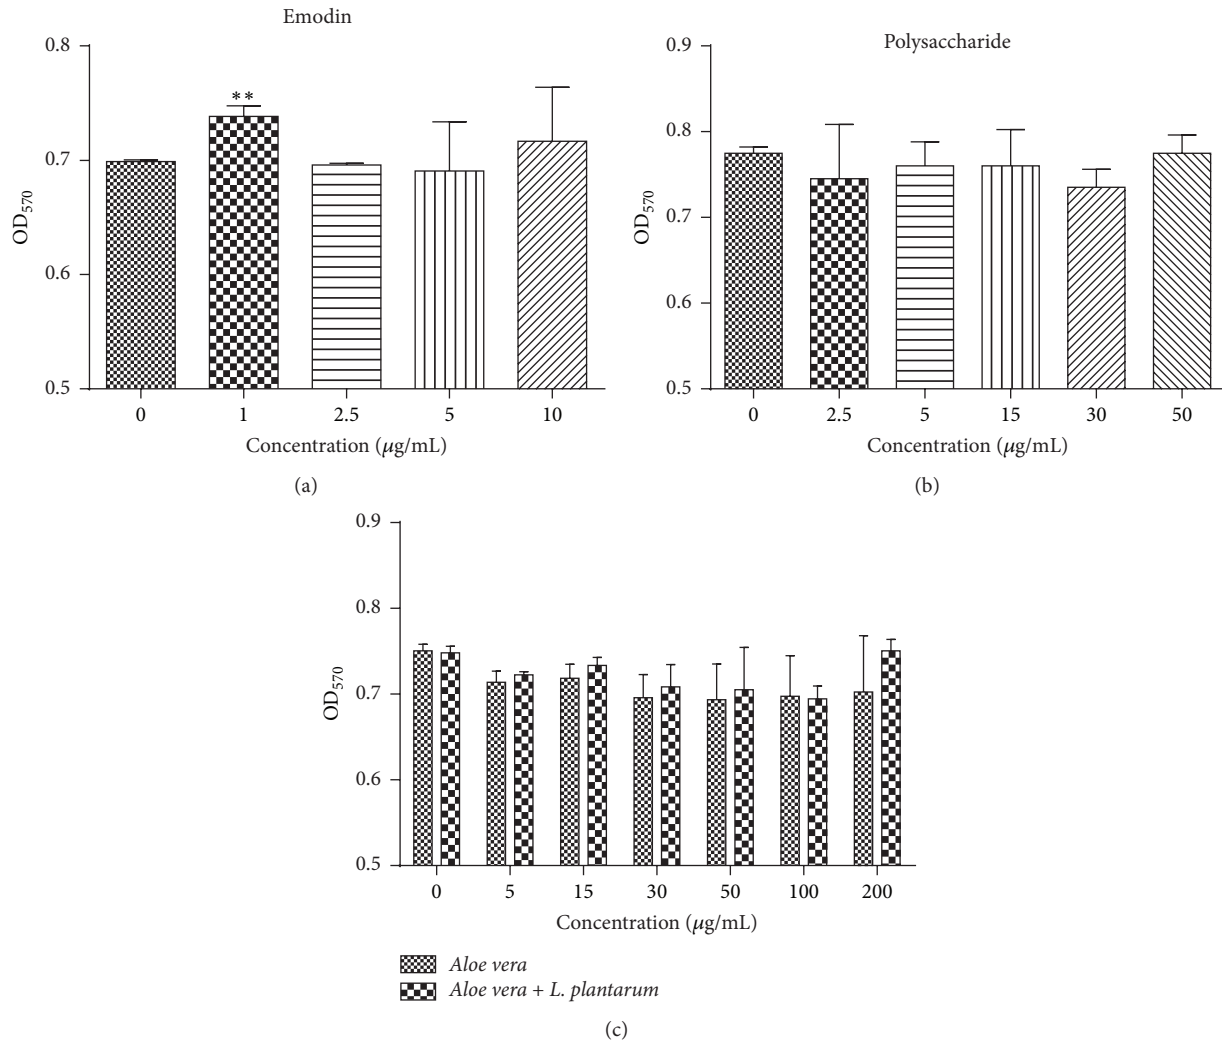 Emodin
0.8
0.7
0.6
0.5
OD570
**
0 1 2.5 5 10
Concentration (μg/mL)
(a)
Polysaccharide
0.9
0.8
0.7
0.6
0.5
OD570
0 2.5 5 15 30 50
Concentration (μg/mL)
(b)
0.9
0.8
0.7
0.6
0.5
OD570
0 5 15 30 50 100 200
Concentration (μg/mL)
Aloe vera
Aloe vera + L. plantarum
(c)